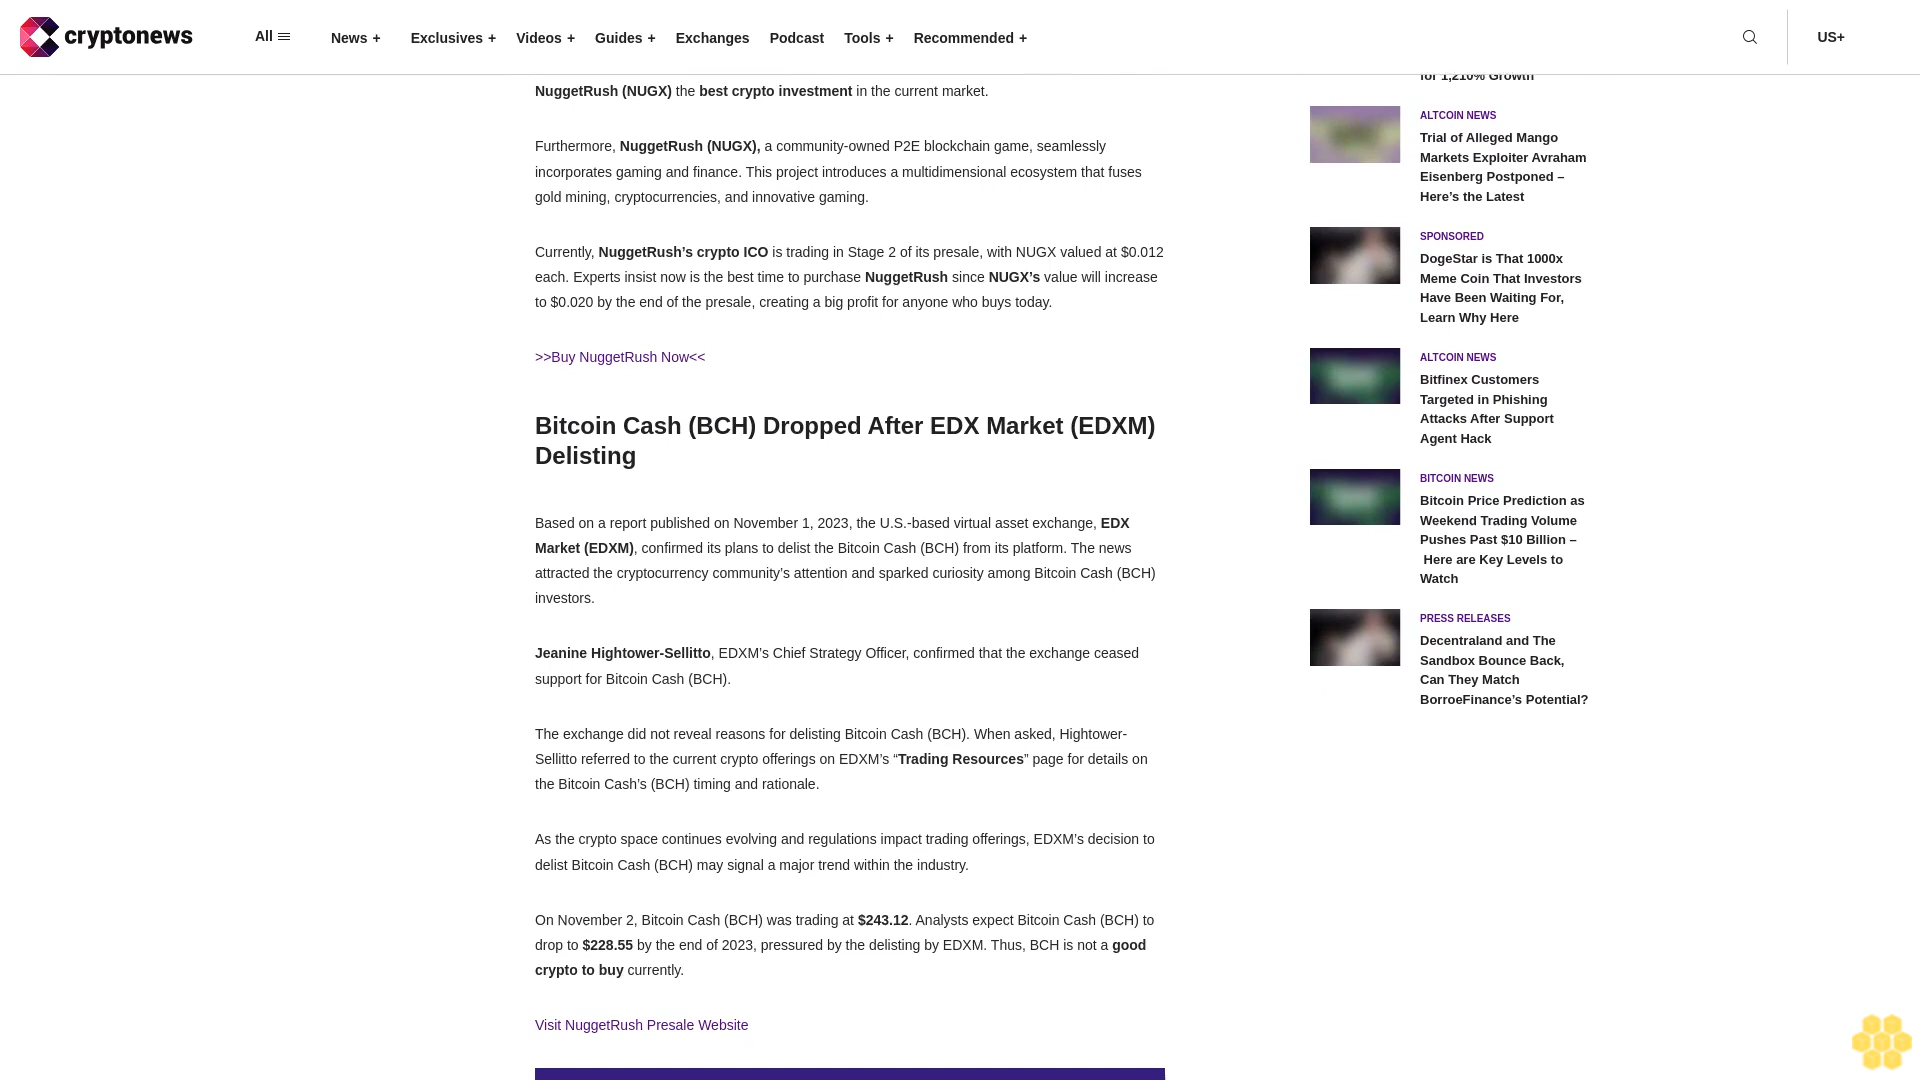 cryptonews
All
News +
Exclusives +
Videos +
Guides +
Exchanges
Podcast
Tools +
Recommended +
US+
NuggetRush (NUGX) the best crypto investment in the current market.
Furthermore, NuggetRush (NUGX), a community-owned P2E blockchain game, seamlessly
incorporates gaming and finance. This project introduces a multidimensional ecosystem that fuses
gold mining, cryptocurrencies, and innovative gaming.
Currently, NuggetRush’s crypto ICO is trading in Stage 2 of its presale, with NUGX valued at $0.012
each. Experts insist now is the best time to purchase NuggetRush since NUGX’s value will increase
to $0.020 by the end of the presale, creating a big profit for anyone who buys today.
>>Buy NuggetRush Now<<
Bitcoin Cash (BCH) Dropped After EDX Market (EDXM)
Delisting
Based on a report published on November 1, 2023, the U.S.-based virtual asset exchange, EDX
Market (EDXM), confirmed its plans to delist the Bitcoin Cash (BCH) from its platform. The news
attracted the cryptocurrency community’s attention and sparked curiosity among Bitcoin Cash (BCH)
investors.
Jeanine Hightower-Sellitto, EDXM’s Chief Strategy Officer, confirmed that the exchange ceased
support for Bitcoin Cash (BCH).
The exchange did not reveal reasons for delisting Bitcoin Cash (BCH). When asked, Hightower-
Sellitto referred to the current crypto offerings on EDXM’s “Trading Resources” page for details on
the Bitcoin Cash’s (BCH) timing and rationale.
As the crypto space continues evolving and regulations impact trading offerings, EDXM’s decision to
delist Bitcoin Cash (BCH) may signal a major trend within the industry.
On November 2, Bitcoin Cash (BCH) was trading at $243.12. Analysts expect Bitcoin Cash (BCH) to
drop to $228.55 by the end of 2023, pressured by the delisting by EDXM. Thus, BCH is not a good
crypto to buy currently.
Visit NuggetRush Presale Website
for 1,210% Growth
ALTCOIN NEWS
Trial of Alleged Mango
Markets Exploiter Avraham
Eisenberg Postponed –
Here’s the Latest
SPONSORED
DogeStar is That 1000x
Meme Coin That Investors
Have Been Waiting For,
Learn Why Here
ALTCOIN NEWS
Bitfinex Customers
Targeted in Phishing
Attacks After Support
Agent Hack
BITCOIN NEWS
Bitcoin Price Prediction as
Weekend Trading Volume
Pushes Past $10 Billion –
Here are Key Levels to
Watch
PRESS RELEASES
Decentraland and The
Sandbox Bounce Back,
Can They Match
BorroeFinance’s Potential?